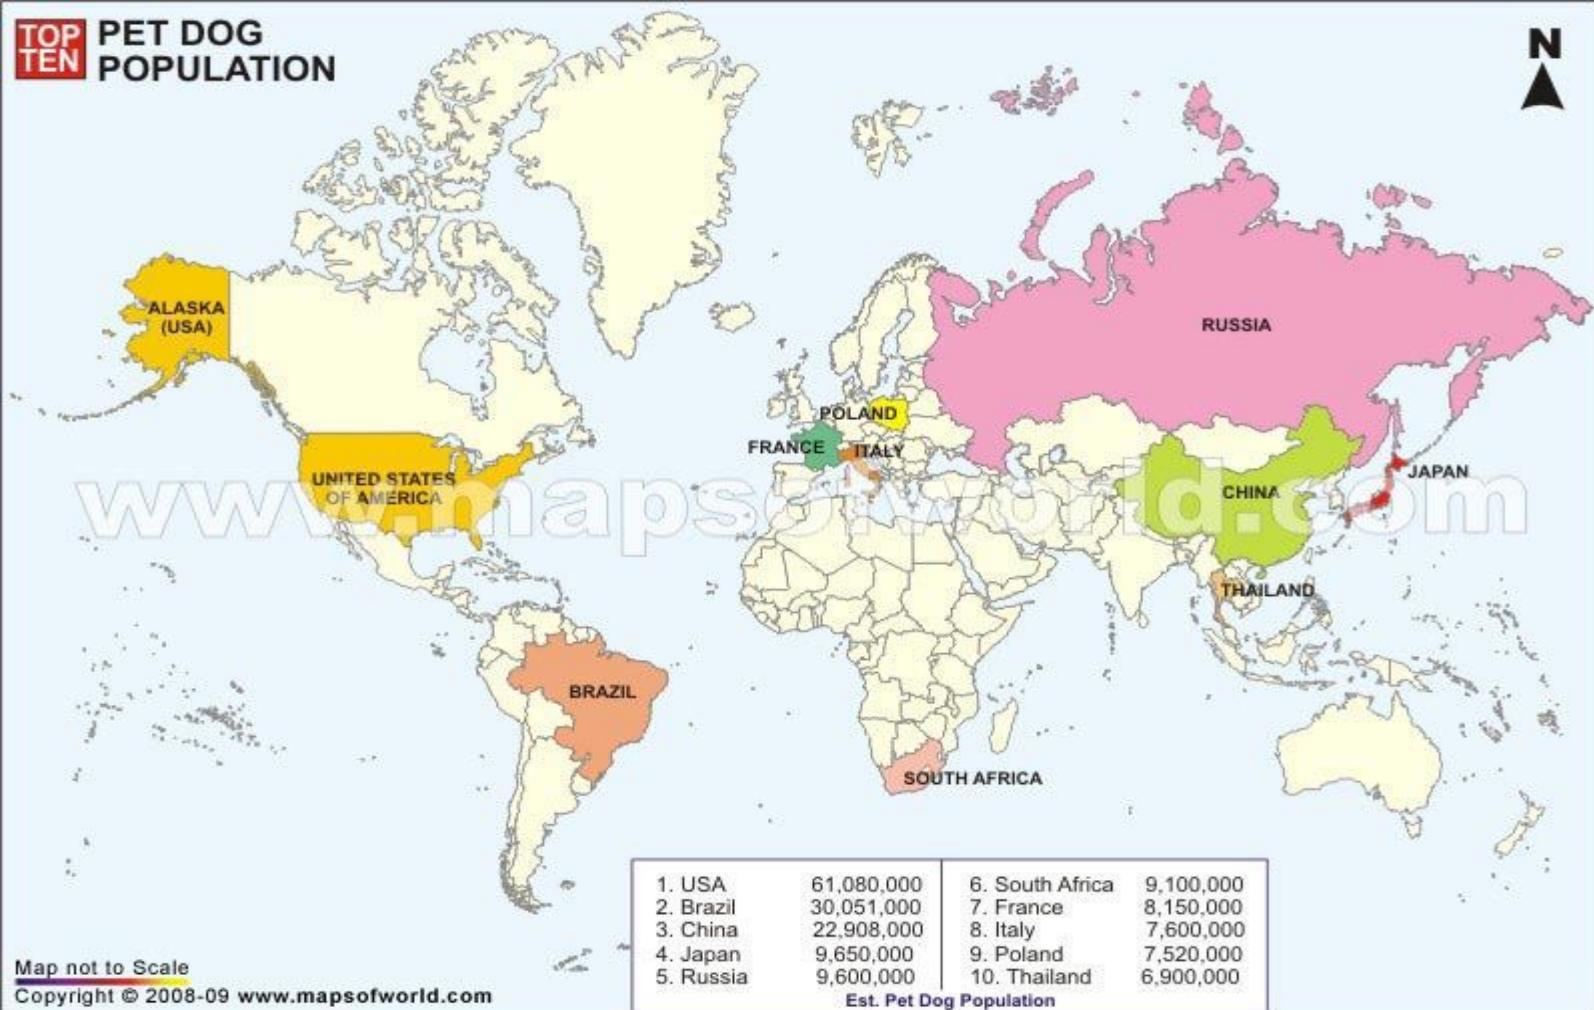 TOP
TEN
PET DOG
POPULATION
N
ALASKA
(USA)
RUSSIA
POLAND
FRANCE
ITALY
UNITED STATES
OF AMERICA
JAPAN
CHINA
www.mapsofworld.com
THAILAND
BRAZIL
SOUTH AFRICA
1. USA 61,080,000
2. Brazil 30,051,000
3. China 22,908,000
4. Japan 9,650,000
5. Russia 9,600,000
6. South Africa 9,100,000
7. France 8,150,000
8. Italy 7,600,000
9. Poland 7,520,000
10. Thailand 6,900,000
Est. Pet Dog Population
Map not to Scale
Copyright © 2008-09 www.mapsofworld.com